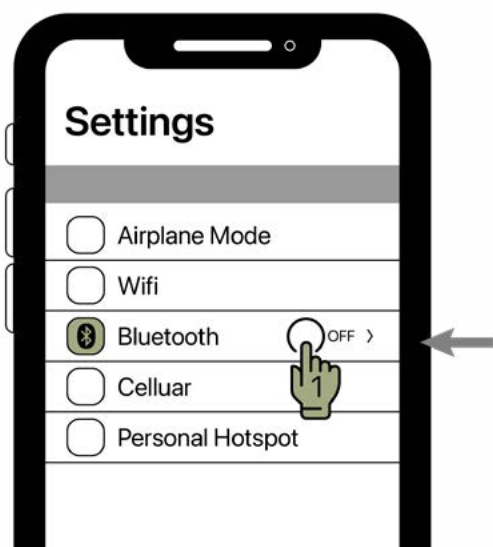 Settings
Airplane Mode
Wifi
Bluetooth OFF >
Celluar
1
Personal Hotspot